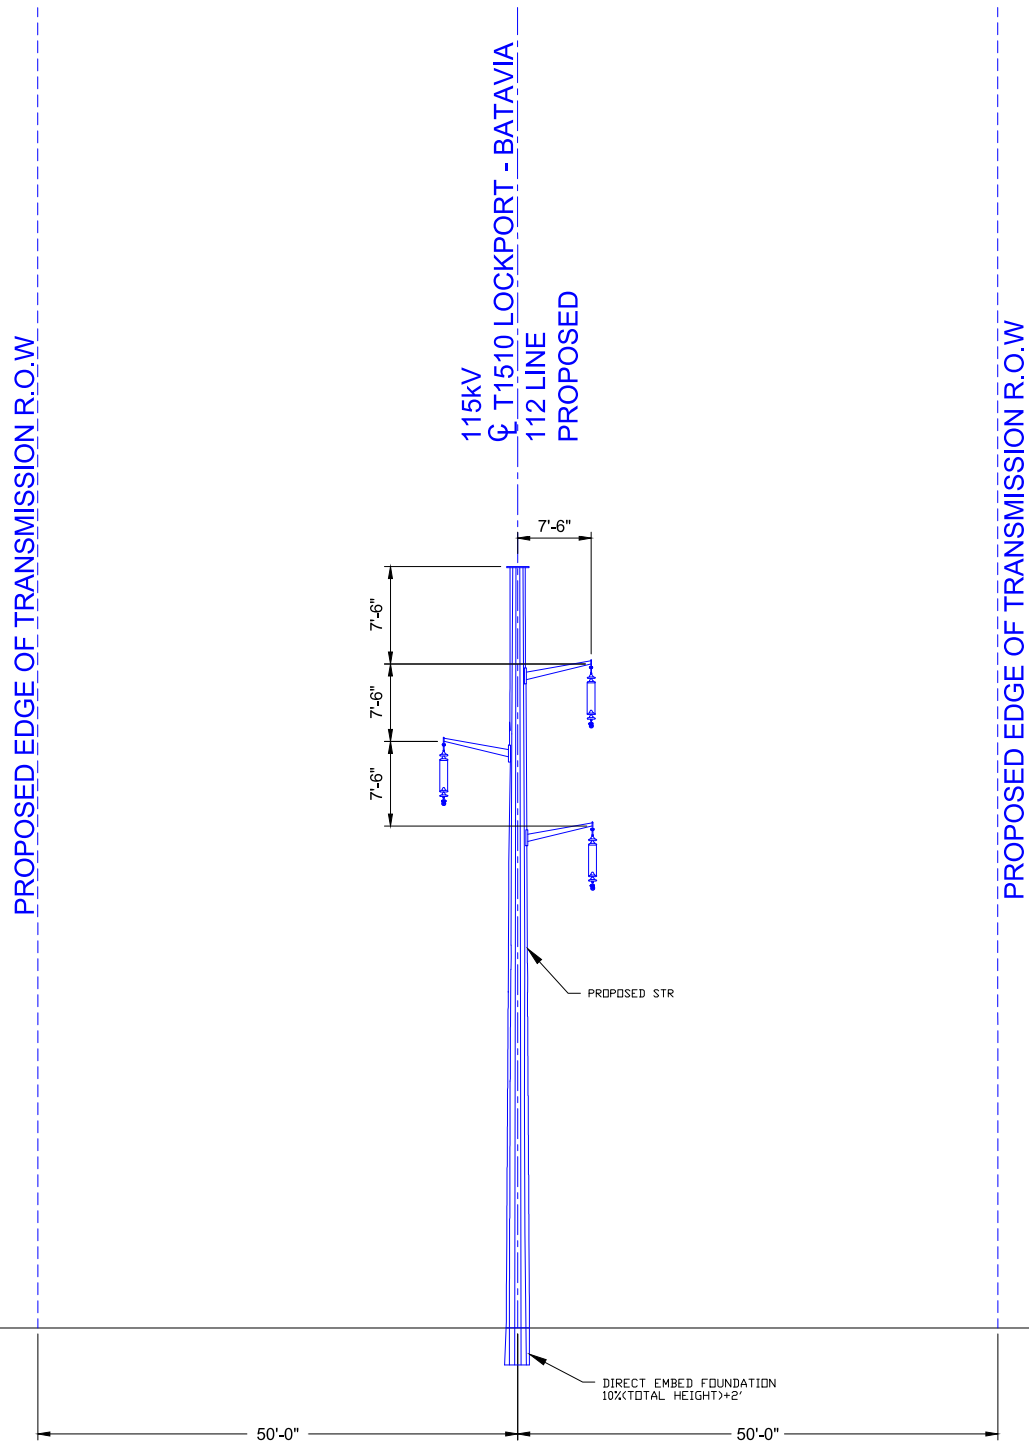 115kV
℄ T1510 LOCKPORT - BATAVIA
112 LINE
PROPOSED
PROPOSED EDGE OF TRANSMISSION R.O.W
PROPOSED EDGE OF TRANSMISSION R.O.W
7'-6"
7'-6"
7'-6"
7'-6"
PROPOSED STR
DIRECT EMBED FOUNDATION
10%(TOTAL HEIGHT)+2'
50'-0"
50'-0"